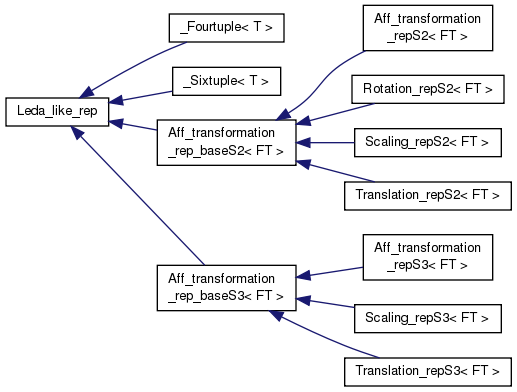 Aff_transformation
_repS2< FT >
_Fourtuple< T >
_Sixtuple< T >
Rotation_repS2< FT >
Leda_like_rep
Aff_transformation
_rep_baseS2< FT >
Scaling_repS2< FT >
Translation_repS2< FT >
Aff_transformation
_repS3< FT >
Aff_transformation
_rep_baseS3< FT >
Scaling_repS3< FT >
Translation_repS3< FT >